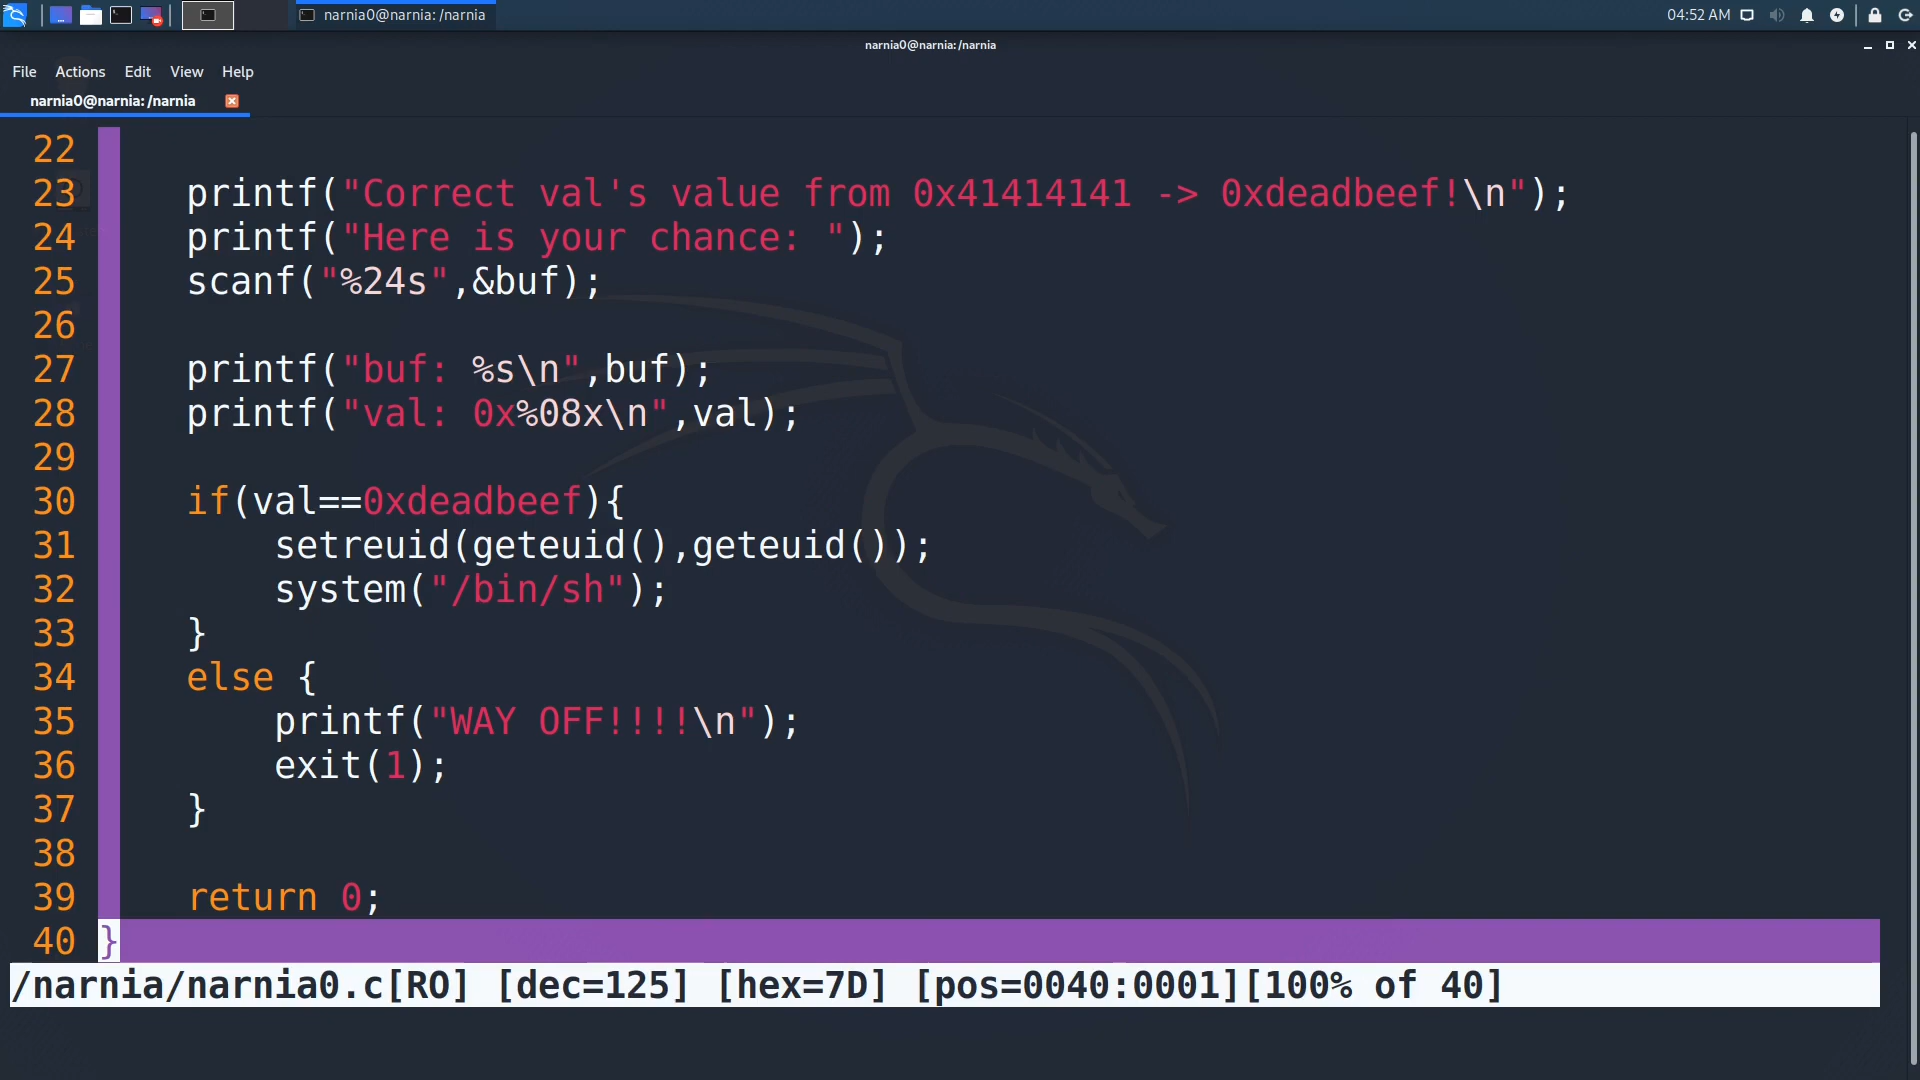 narnia0@narnia: /narnia
04:52 AM
narnia0@narnia: /narnia
File Actions Edit View Help
narnia0@narnia: /narnia
22
23 printf("Correct val's value from 0x41414141 -> 0xdeadbeef!\n");
24 printf("Here is your chance: ");
25 scanf("%24s",&buf);
26
27 printf("buf: %s\n",buf);
28 printf("val: 0x%08x\n",val);
29
30 if(val==0xdeadbeef){
31 setreuid(geteuid(),geteuid());
32 system("/bin/sh");
33 }
34 else {
35 printf("WAY OFF!!!!\n");
36 exit(1);
37 }
38
39 return 0;
40 }
/narnia/narnia0.c[RO] [dec=125] [hex=7D] [pos=0040:0001][100% of 40]